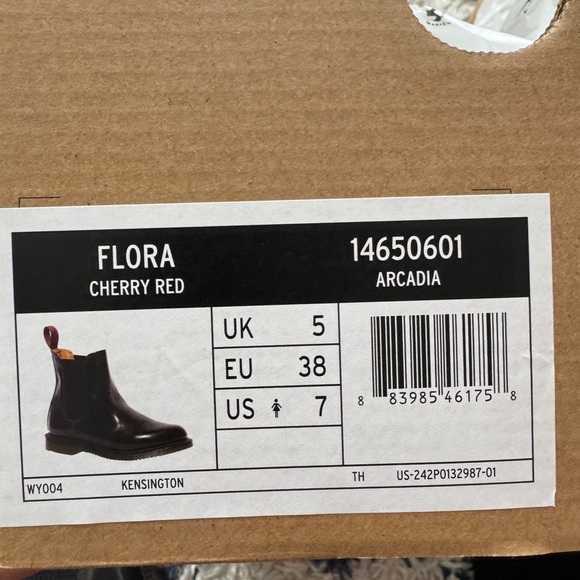 FLORA
CHERRY RED
14650601
ARCADIA
UK 5
EU 38
US 7
8 83985 46175 8
WY004 KENSINGTON TH US-242P0132987-01